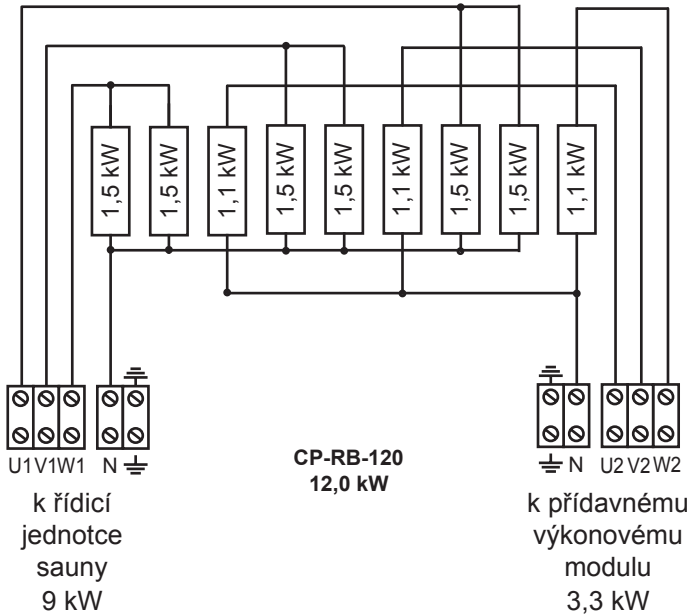 1,5 kW
1,5 kW
1,1 kW
1,5 kW
1,5 kW
1,1 kW
1,5 kW
1,5 kW
1,1 kW
U1 V1 W1 N
N U2 V2 W2
CP-RB-120
12,0 kW
k řídicí
jednotce
sauny
9 kW
k přídavnému
výkonovému
modulu
3,3 kW